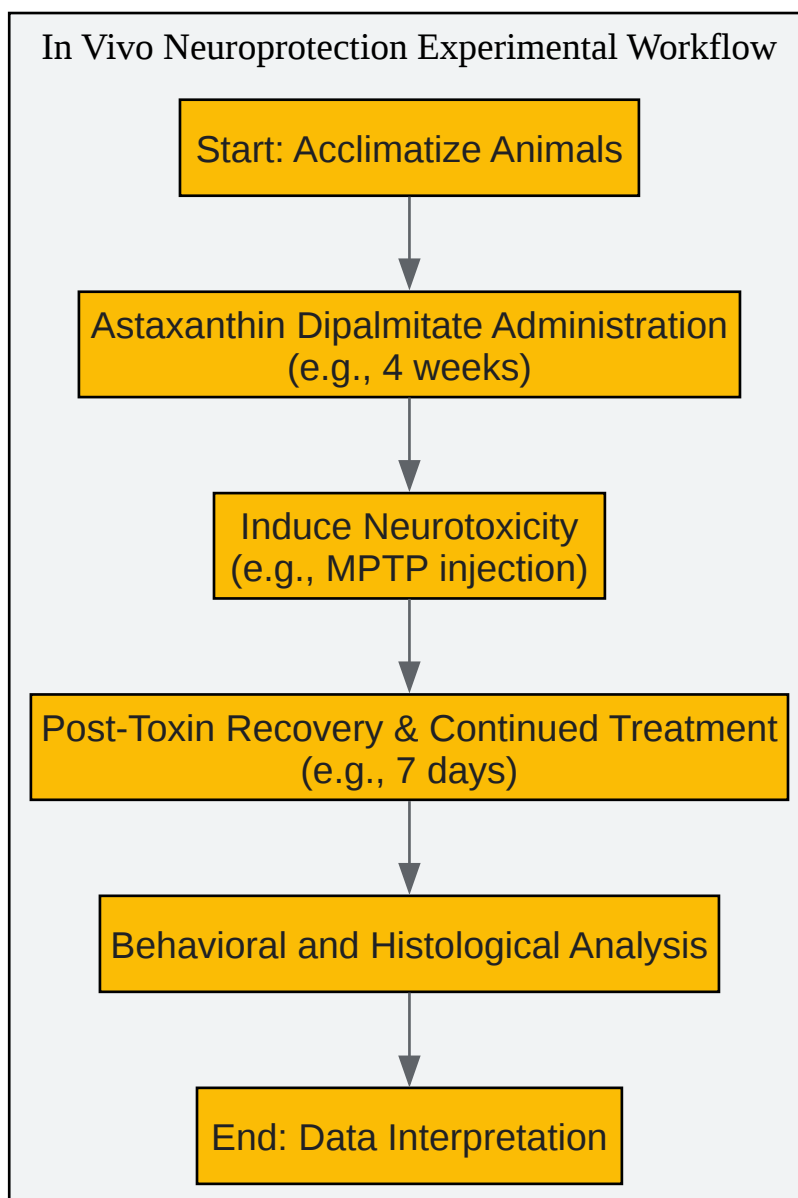 In Vivo Neuroprotection Experimental Workflow
Start: Acclimatize Animals
Astaxanthin Dipalmitate Administration
(e.g., 4 weeks)
Induce Neurotoxicity
(e.g., MPTP injection)
Post-Toxin Recovery & Continued Treatment
(e.g., 7 days)
Behavioral and Histological Analysis
End: Data Interpretation